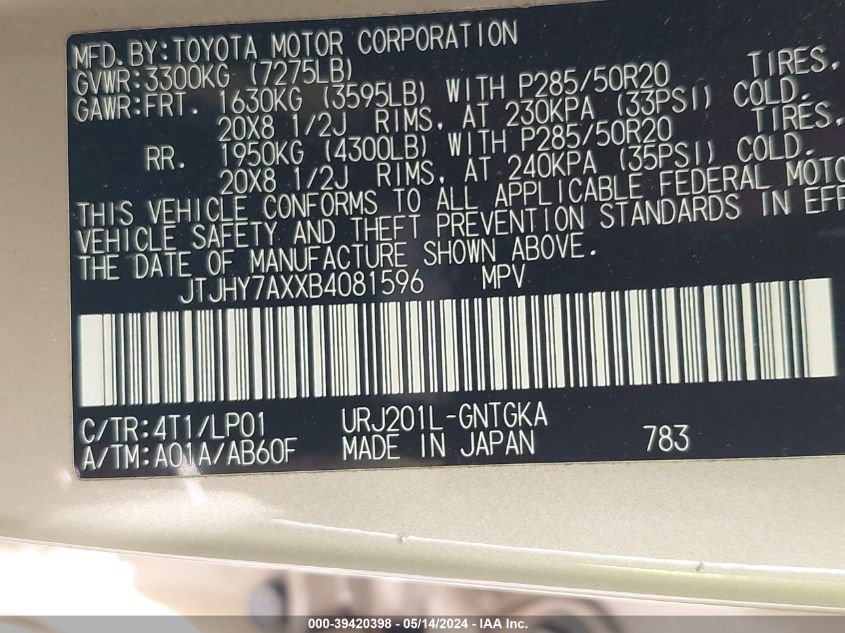 MFD. BY: TOYOTA MOTOR CORPORATION
GVWR: 3300KG (7275LB)
GAWR: FRT. 1630KG (3595LB) WITH P285/50R20 TIRES,
20X8 1/2J RIMS, AT 230KPA (33PSI) COLD.
RR. 1950KG (4300LB) WITH P285/50R20 TIRES,
20X8 1/2J RIMS, AT 240KPA (35PSI) COLD.
THIS VEHICLE CONFORMS TO ALL APPLICABLE FEDERAL MOTO
VEHICLE SAFETY AND THEFT PREVENTION STANDARDS IN EFF
THE DATE OF MANUFACTURE SHOWN ABOVE.
JTJHY7AXXB4081596 MPV
C/TR: 4T1/LP01 URJ201L-GNTGKA
A/TM: A01A/AB60F MADE IN JAPAN 783
000-39420398 - 05/14/2024 - IAA Inc.